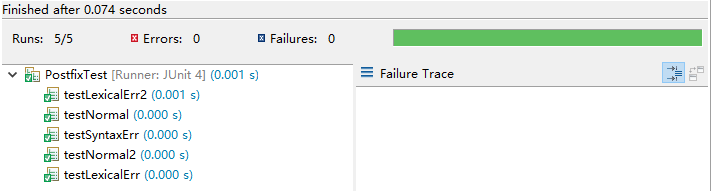 Finished after 0.074 seconds
Runs: 5/5 Errors: 0 Failures: 0
PostfixTest [Runner: JUnit 4] (0.001 s)
Failure Trace
testLexicalErr2 (0.001 s)
testNormal (0.000 s)
testSyntaxErr (0.000 s)
testNormal2 (0.000 s)
testLexicalErr (0.000 s)